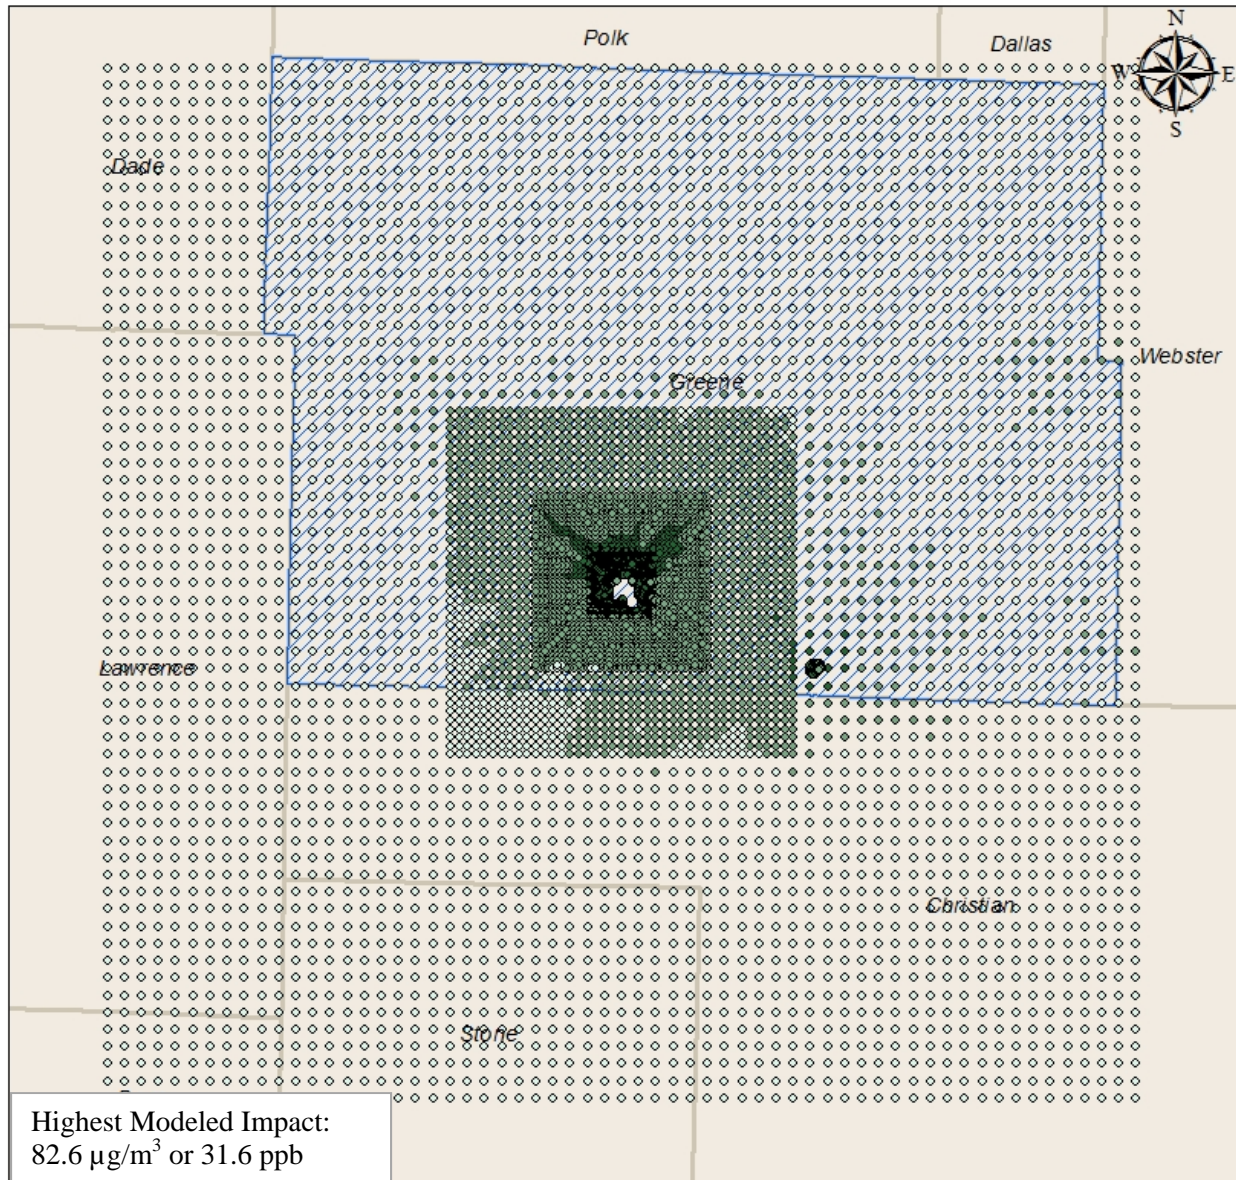 Polk
Dallas
N
W
E
S
Dade
Webster
Greene
Lawrence
Christian
Stone
Highest Modeled Impact:
82.6 µg/m³ or 31.6 ppb